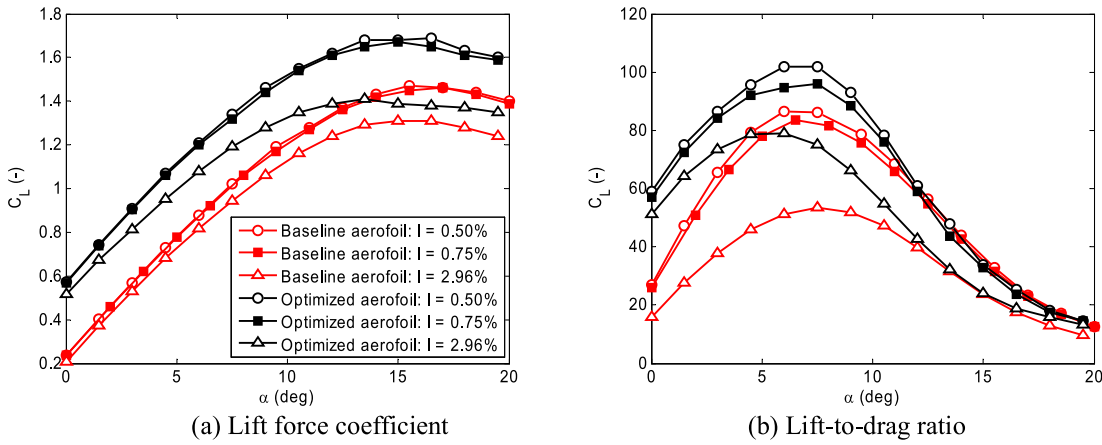 1.8
1.6
1.4
1.2
1
0.8
0.6
0.4
0.2
C_L (-)
0
5
10
15
20
α (deg)
Baseline aerofoil: I = 0.50%
Baseline aerofoil: I = 0.75%
Baseline aerofoil: I = 2.96%
Optimized aerofoil: I = 0.50%
Optimized aerofoil: I = 0.75%
Optimized aerofoil: I = 2.96%
(a) Lift force coefficient
120
100
80
60
40
20
0
C_L (-)
0
5
10
15
20
α (deg)
(b) Lift-to-drag ratio